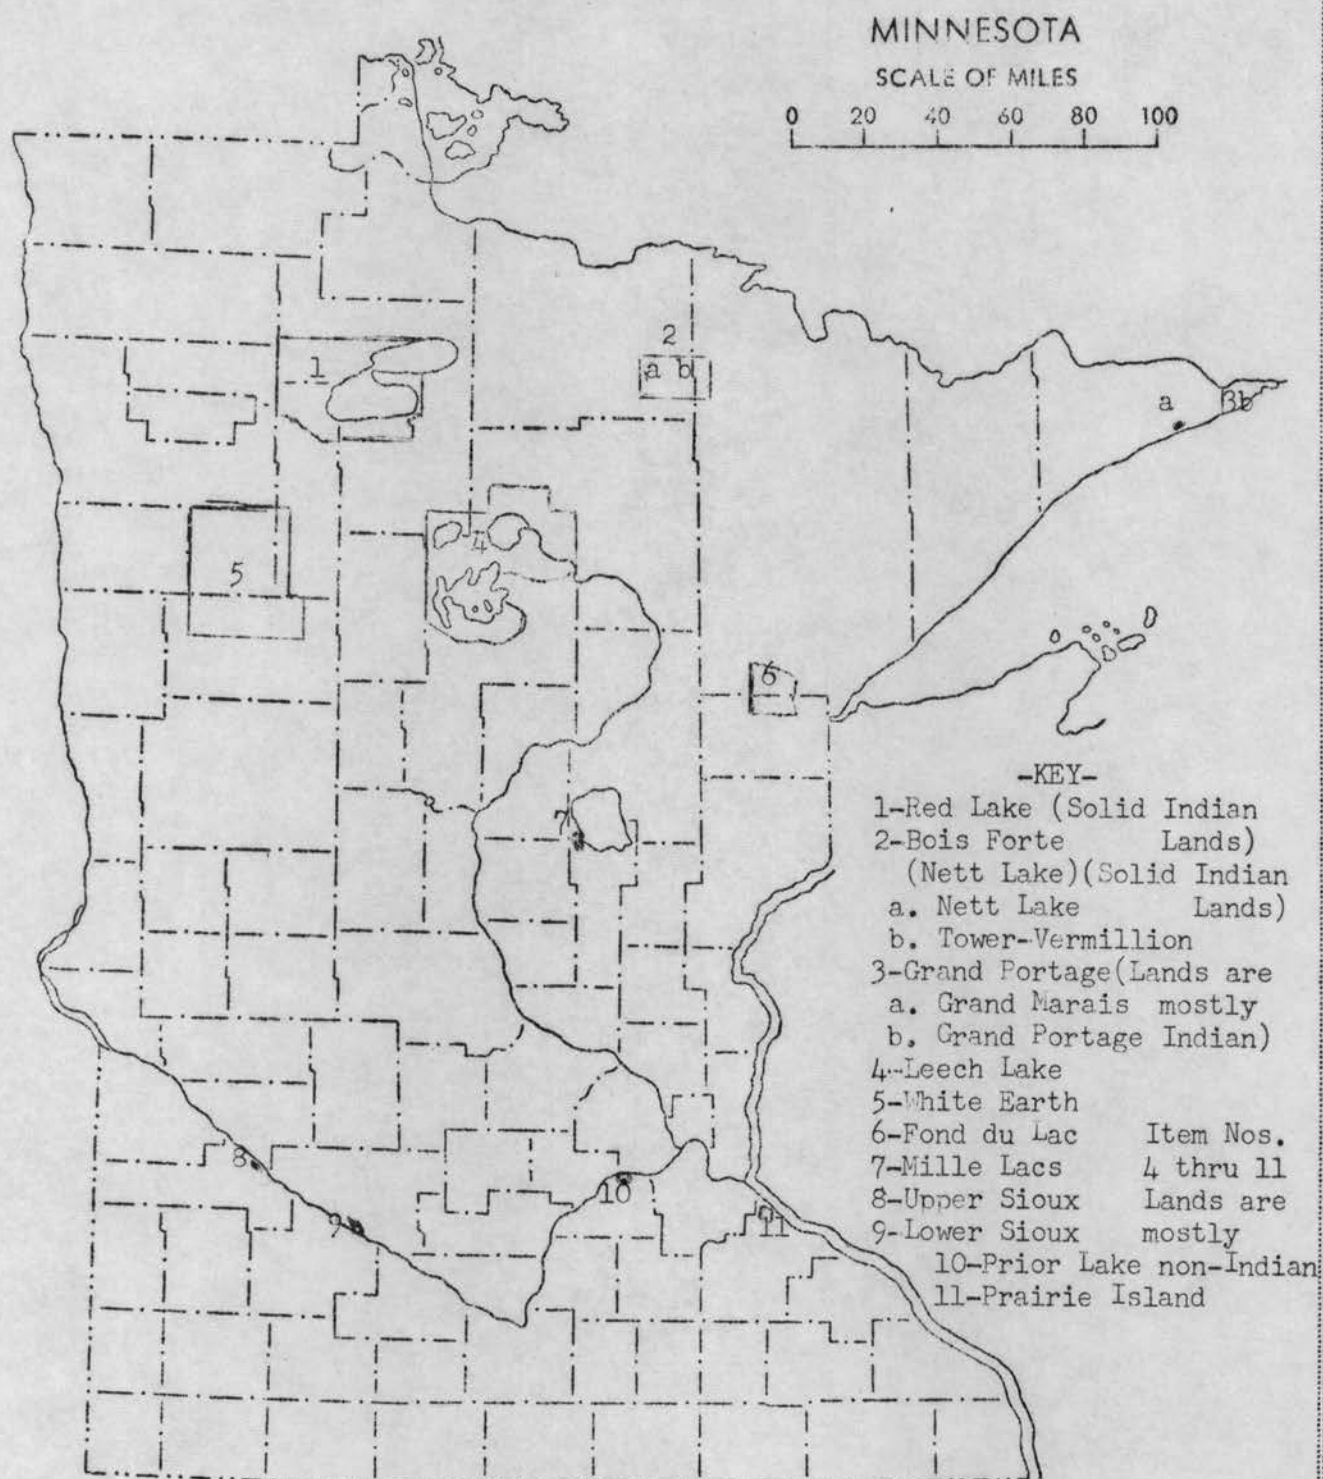 MINNESOTA
SCALE OF MILES
0 20 40 60 80 100
2
a b
1
a 3b
4
5
6
7
8
9
10
11
-KEY-
1-Red Lake (Solid Indian
2-Bois Forte Lands)
(Nett Lake)(Solid Indian
a. Nett Lake Lands)
b. Tower-Vermillion
3-Grand Portage(Lands are
a. Grand Marais mostly
b. Grand Portage Indian)
4-Leech Lake
5-White Earth
6-Fond du Lac Item Nos.
7-Mille Lacs 4 thru 11
8-Upper Sioux Lands are
9-Lower Sioux mostly
10-Prior Lake non-Indian
11-Prairie Island